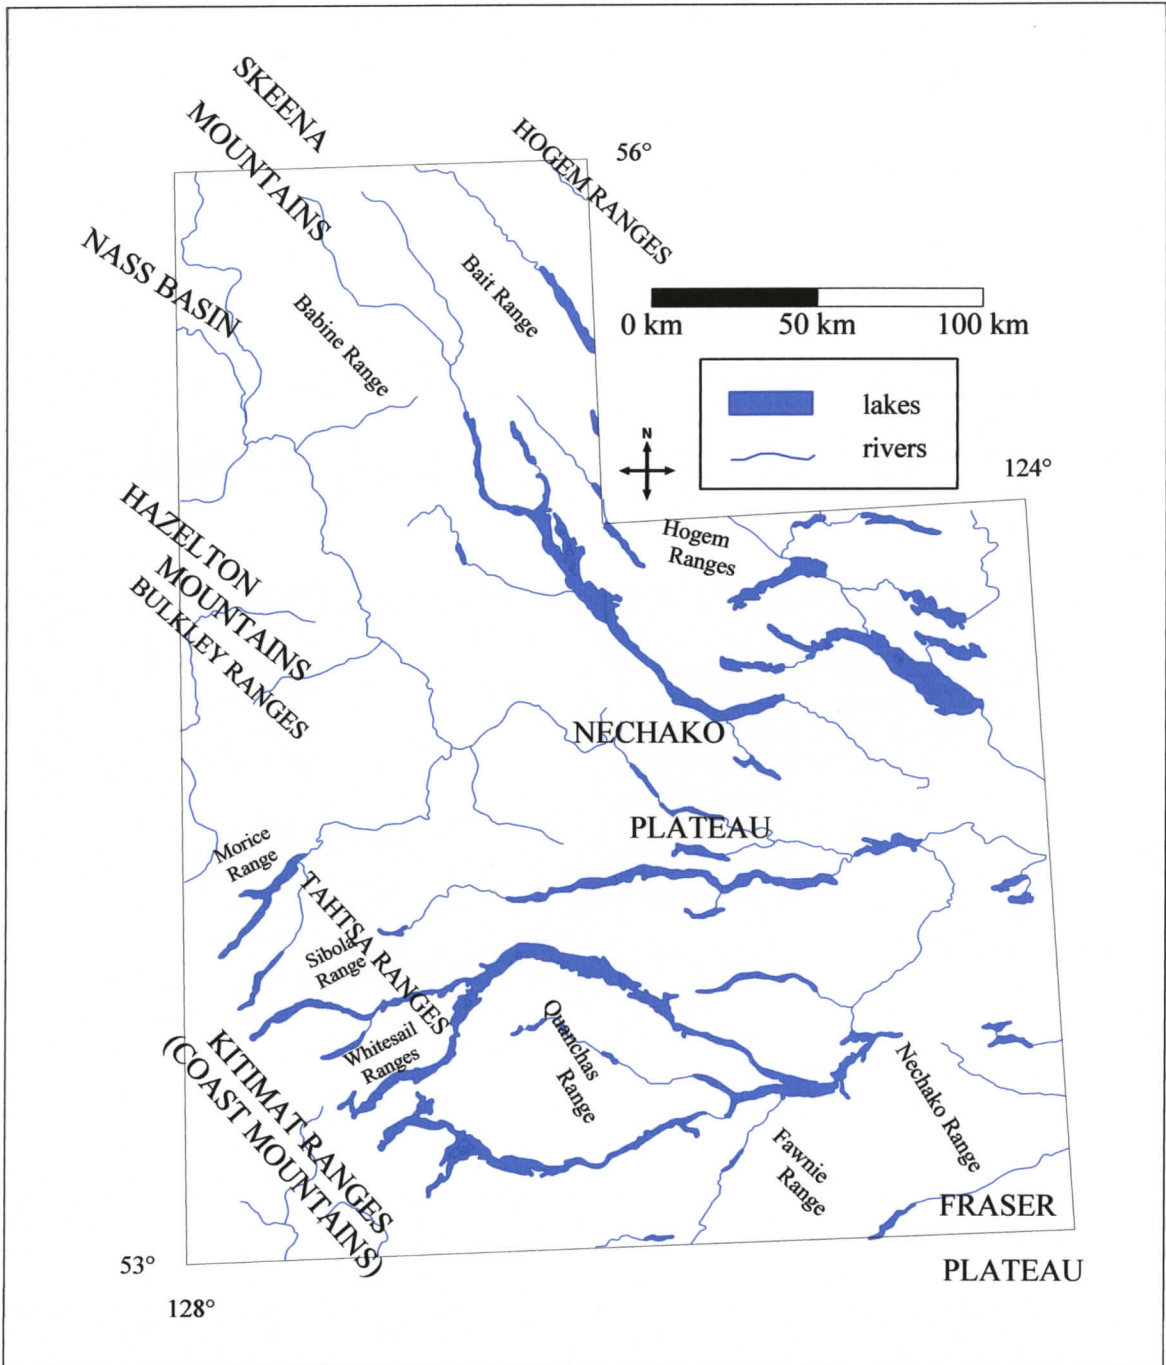 SKEENA
MOUNTAINS
HOGEM RANGES
56°
NASS BASIN
Babine Range
Bait Range
0 km 50 km 100 km
lakes
rivers
N
124°
HAZELTON
MOUNTAINS
BULKLEY RANGES
Hogem
Ranges
NECHAKO
PLATEAU
Morice
Range
TAHTSA RANGES
Sibola
Range
Whitesail
Ranges
Quanchas
Range
Nechako Range
Fawnie
Range
KITIMAT RANGES
(COAST MOUNTAINS)
FRASER
PLATEAU
53°
128°